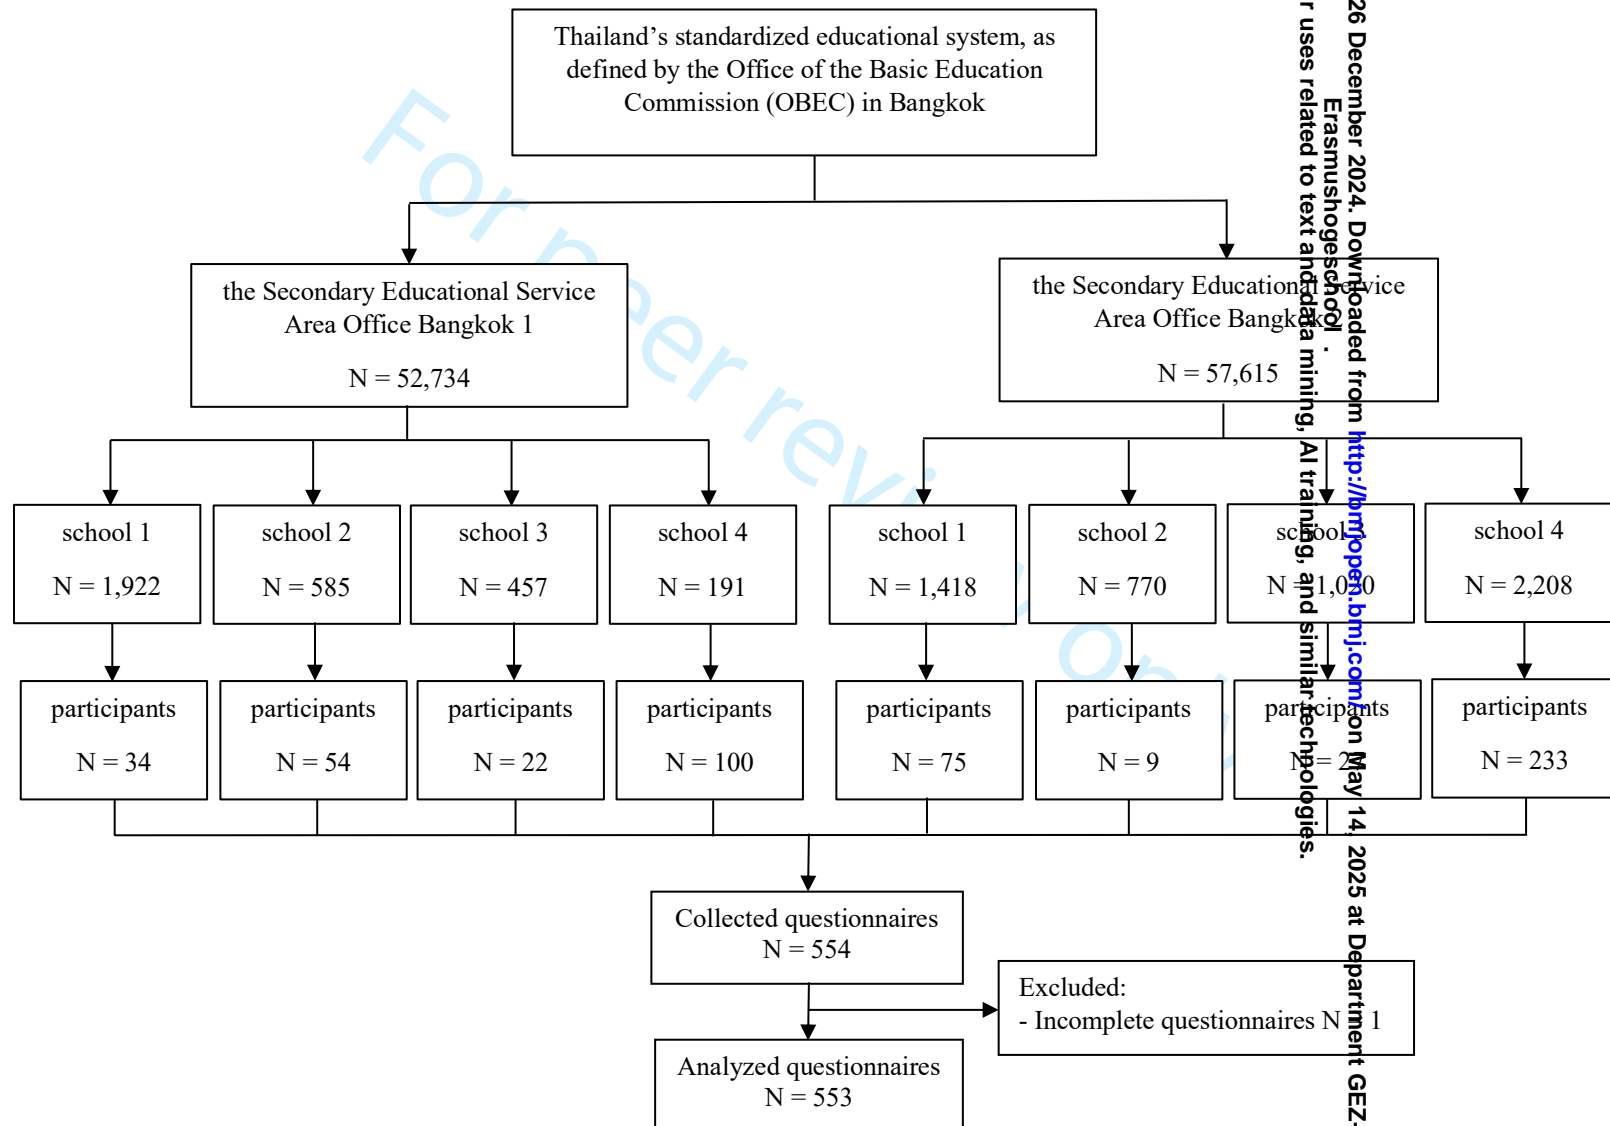 Thailand’s standardized educational system, as
defined by the Office of the Basic Education
Commission (OBEC) in Bangkok
the Secondary Educational Service
Area Office Bangkok 1
N = 52,734
the Secondary Educational Service
Area Office Bangkok
N = 57,615
school 1
N = 1,922
school 2
N = 585
school 3
N = 457
school 4
N = 191
school 1
N = 1,418
school 2
N = 770
school 3
N =
school 4
N = 2,208
participants
N = 34
participants
N = 54
participants
N = 22
participants
N = 100
participants
N = 75
participants
N = 9
participants
N =
participants
N = 233
Collected questionnaires
N = 554
Excluded:
- Incomplete questionnaires N = 1
Analyzed questionnaires
N = 553
For peer review only
26 December 2024. Downloaded from http://bmjopen.bmj.com/ on May 14, 2025 at Department GEZ-
Erasmushogeschool .
r uses related to text and data mining, AI training, and similar technologies.